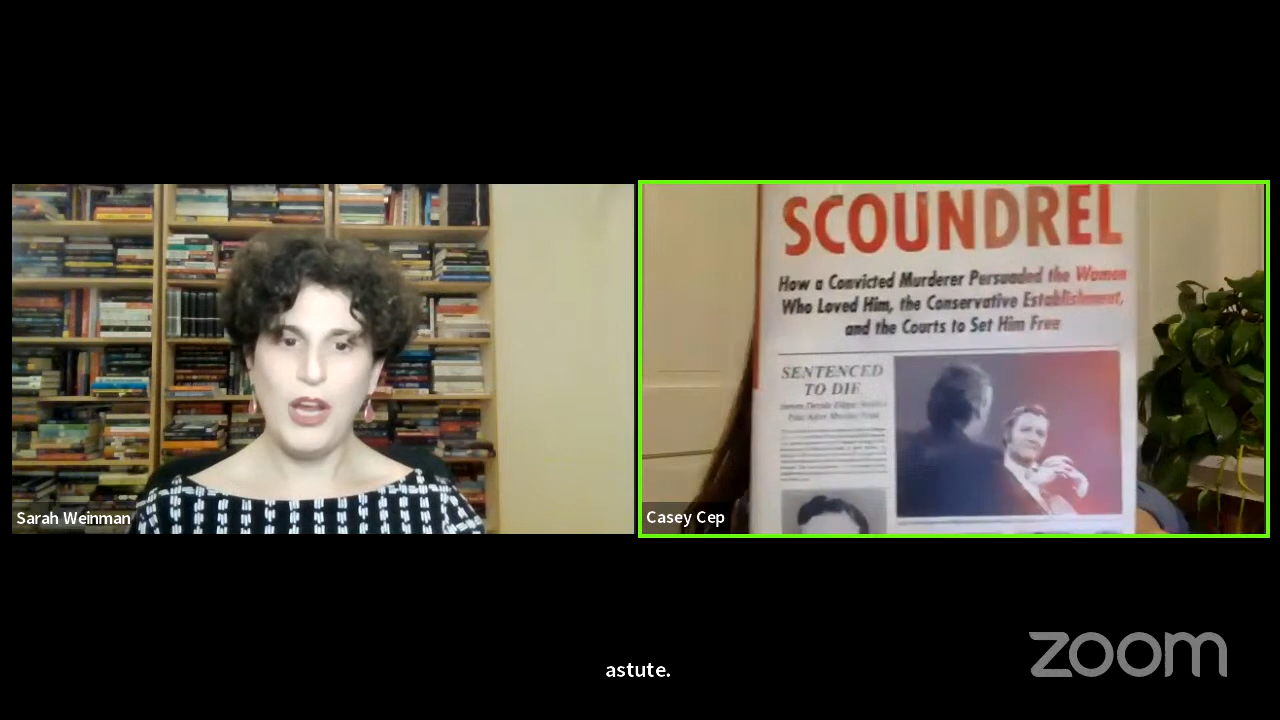 SCOUNDREL
How a Convicted Murderer Persuaded the Woman
Who Loved Him, the Conservative Establishment,
and the Courts to Set Him Free
SENTENCED
TO DIE
Sarah Weinman
Casey Cep
astute.
zoom